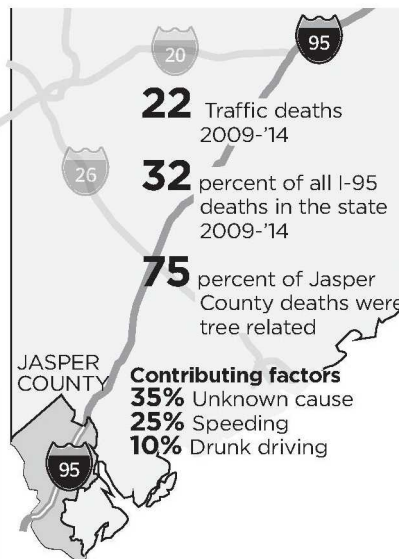 95
20
22 Traffic deaths
2009-'14
26
32 percent of all I-95
deaths in the state
2009-'14
75 percent of Jasper
County deaths were
tree related
JASPER
COUNTY
Contributing factors
35% Unknown cause
25% Speeding
10% Drunk driving
95